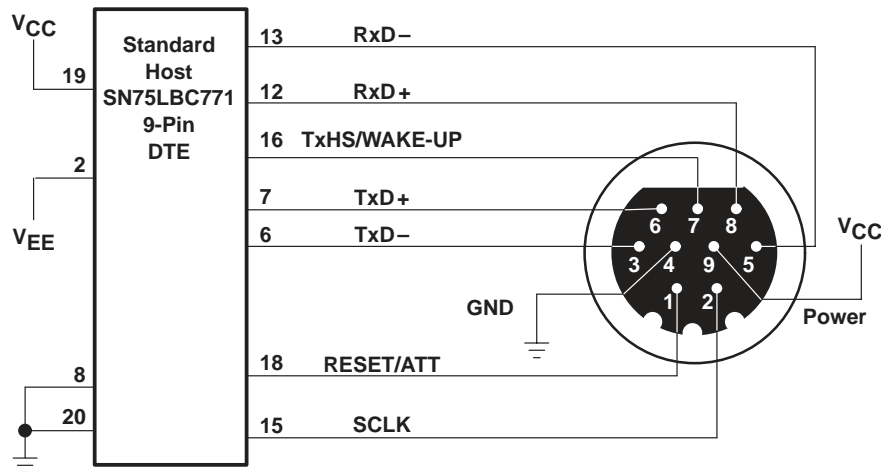 VCC
19
2
VEE
8
20
Standard
Host
SN75LBC771
9-Pin
DTE
13 RxD–
12 RxD+
16 TxHS/WAKE-UP
7 TxD+
6 TxD–
GND
18 RESET/ATT
15 SCLK
6 7 8
3 4 9 5
1 2
VCC
Power